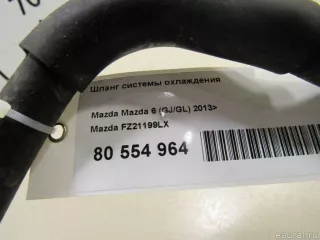 Шланг системы охлаждения
Mazda Mazda 6 (GJ/GL) 2013>
Mazda FZ21199LX
80 554 964